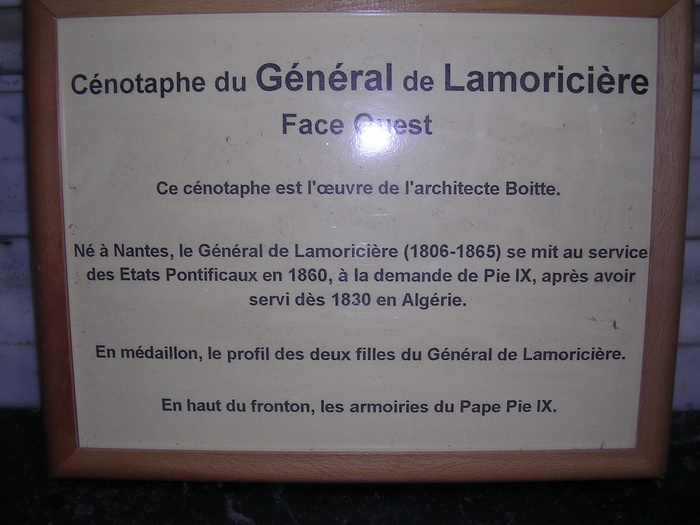 Cénotaphe du Général de Lamoricière
Face Ouest
Ce cénotaphe est l'œuvre de l'architecte Boitte.
Né à Nantes, le Général de Lamoricière (1806-1865) se mit au service
des Etats Pontificaux en 1860, à la demande de Pie IX, après avoir
servi dès 1830 en Algérie.
En médaillon, le profil des deux filles du Général de Lamoricière.
En haut du fronton, les armoiries du Pape Pie IX.